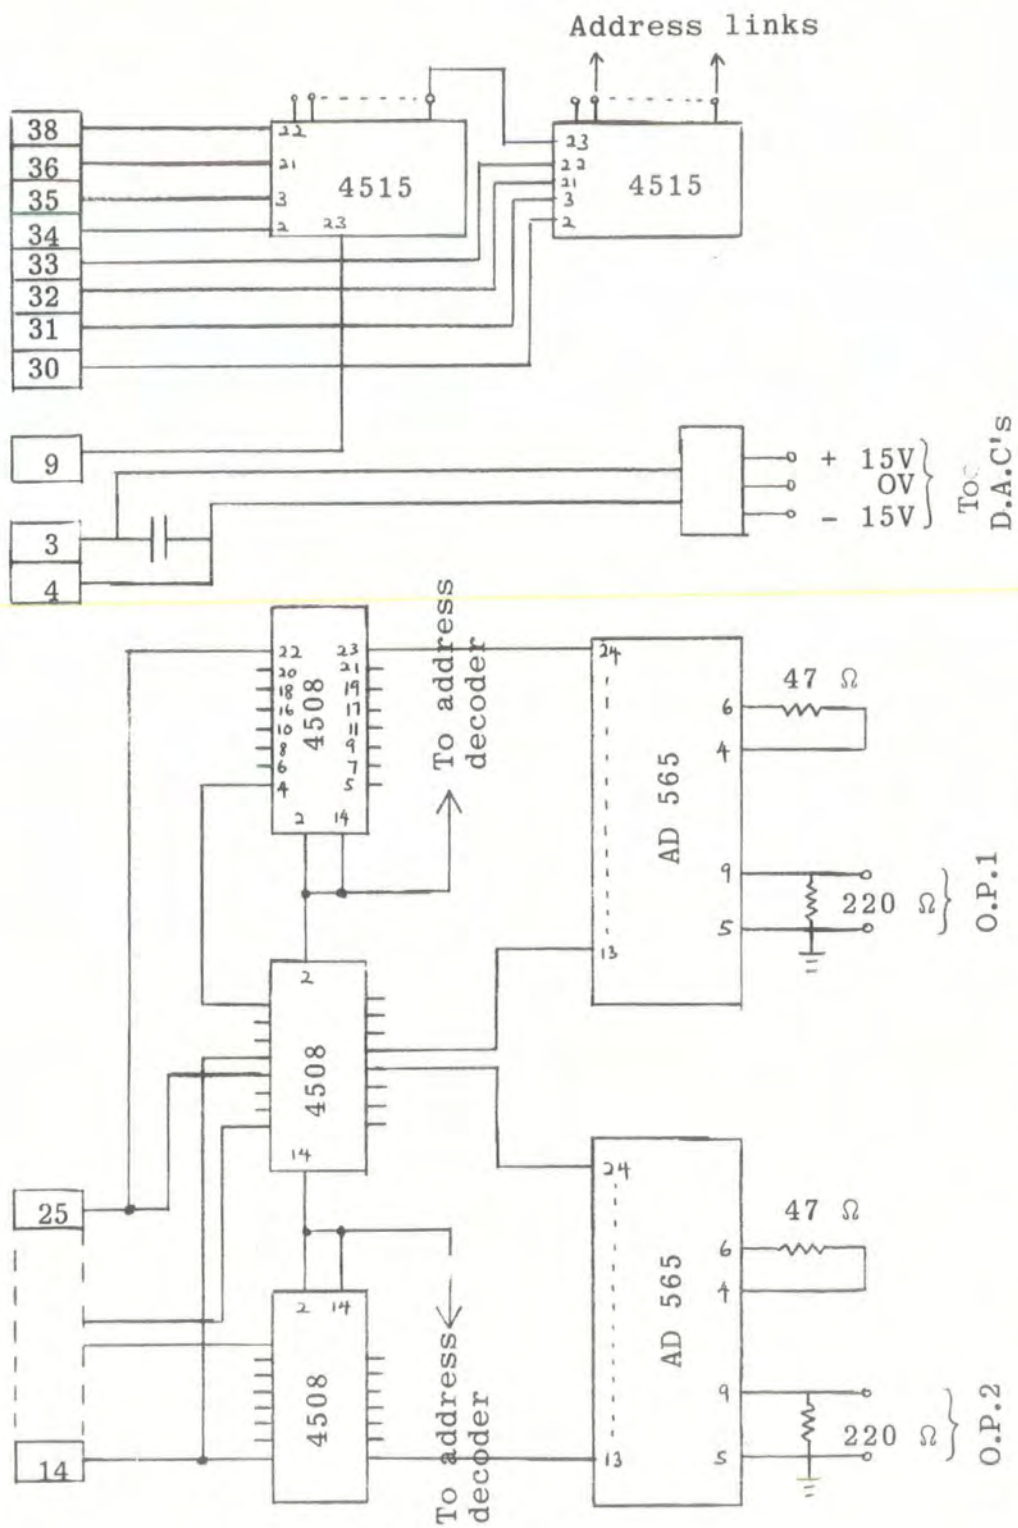 Address links
38
36
35
34
33
32
31
30
9
3
4
22
21
3
2
23
4515
23
22
21
3
2
4515
+ 15V
0V
- 15V
To
D.A.C's
22 23
20 21
18 19
16 17
10 11
8 9
6 7
4 5
2 14
4508
To address
decoder
24
13
AD 565
6
4
9
5
47 Ω
220 Ω
O.P.1
2
4508
14
25
14
2 14
4508
To address
decoder
24
13
AD 565
6
4
9
5
47 Ω
220 Ω
O.P.2